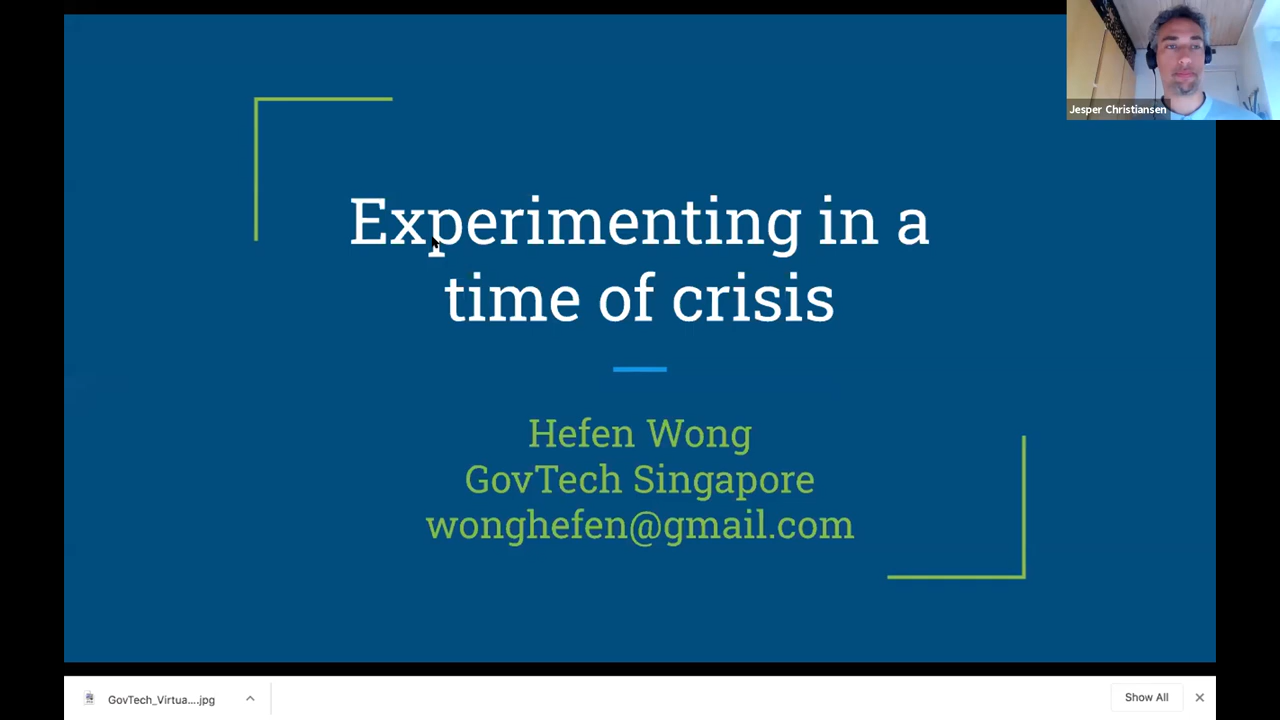 Jesper Christiansen
Experimenting in a
time of crisis
Hefen Wong
GovTech Singapore
wonghefen@gmail.com
GovTech_Virtua....jpg
Show All